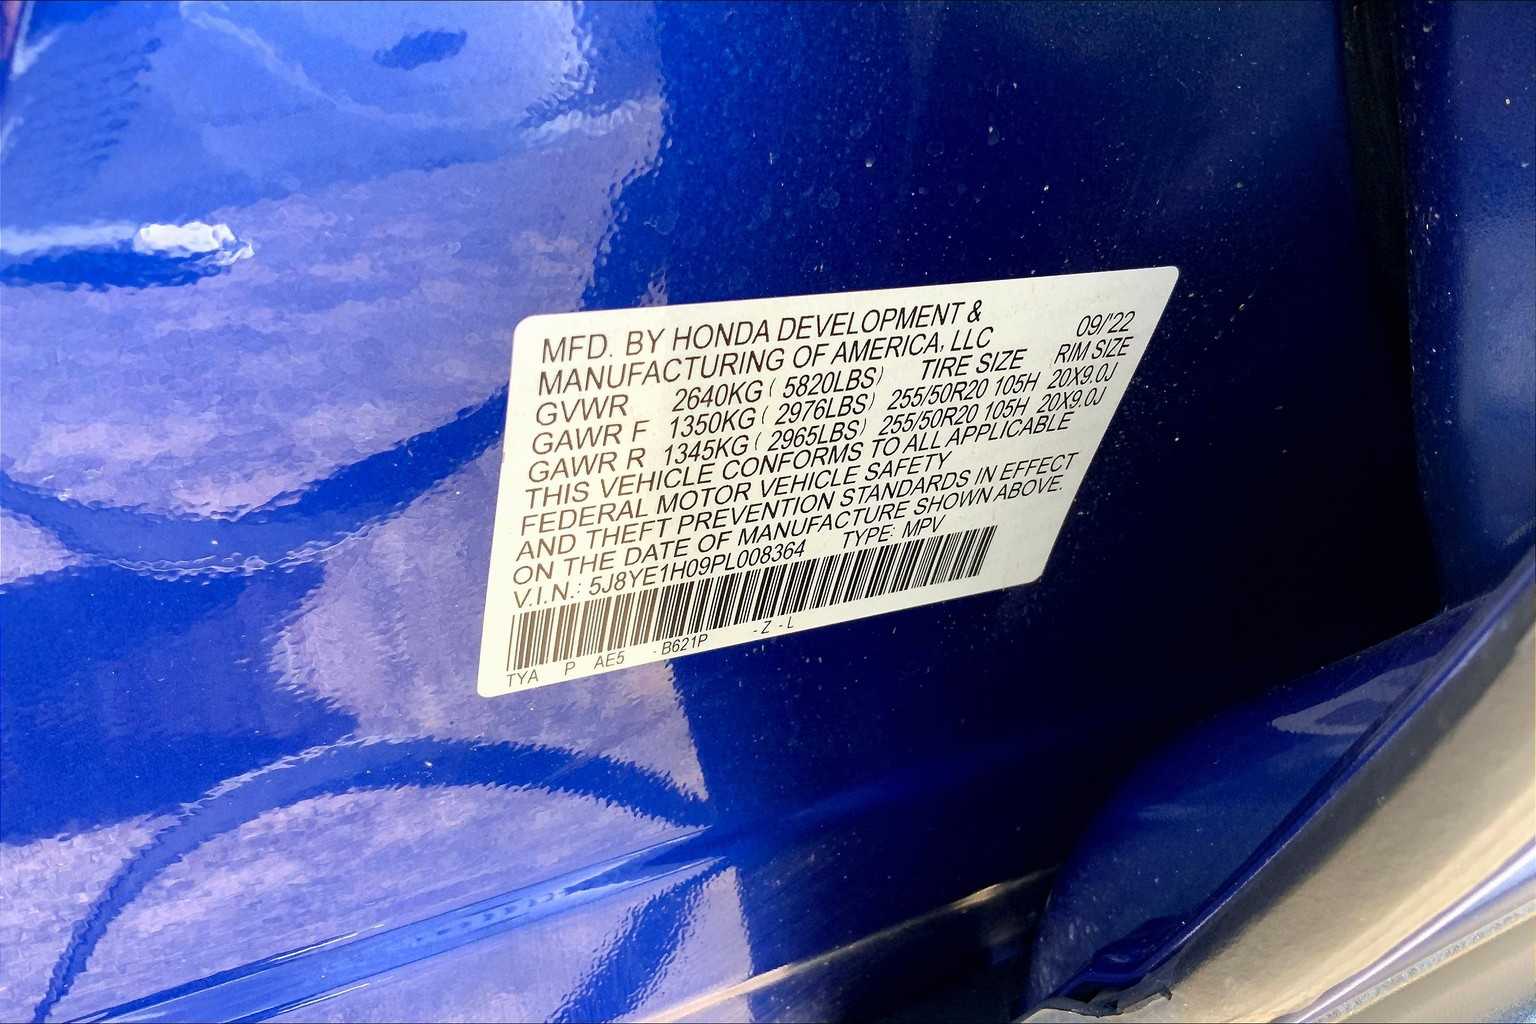 MFD. BY HONDA DEVELOPMENT &
MANUFACTURING OF AMERICA, LLC 09/'22
GVWR 2640KG ( 5820LBS) TIRE SIZE RIM SIZE
GAWR F 1350KG ( 2976LBS) 255/50R20 105H 20X9.0J
GAWR R 1345KG ( 2965LBS) 255/50R20 105H 20X9.0J
THIS VEHICLE CONFORMS TO ALL APPLICABLE
FEDERAL MOTOR VEHICLE SAFETY
AND THEFT PREVENTION STANDARDS IN EFFECT
ON THE DATE OF MANUFACTURE SHOWN ABOVE.
V.I.N.: 5J8YE1H09PL008364 TYPE: MPV
TYA P AE5 - B621P - Z - L